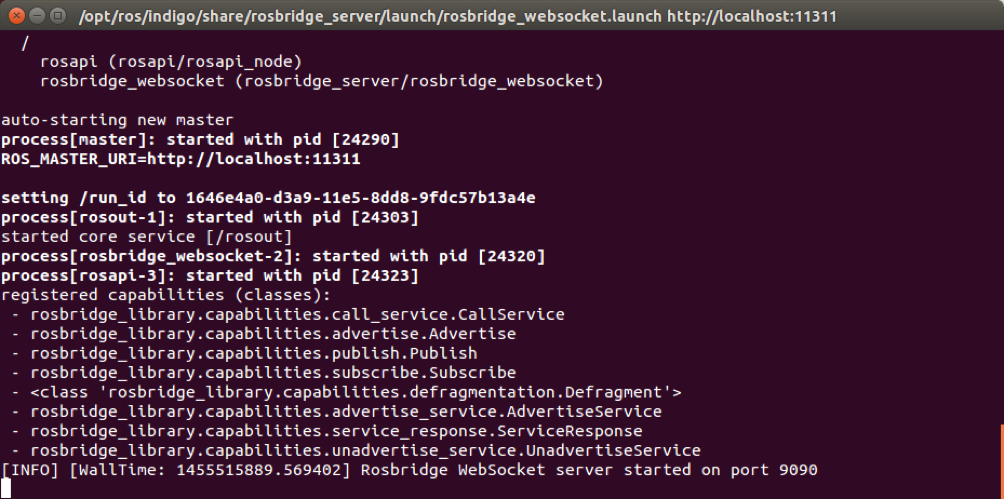 /opt/ros/indigo/share/rosbridge_server/launch/rosbridge_websocket.launch http://localhost:11311
/
rosapi (rosapi/rosapi_node)
rosbridge_websocket (rosbridge_server/rosbridge_websocket)
auto-starting new master
process[master]: started with pid [24290]
ROS_MASTER_URI=http://localhost:11311
setting /run_id to 1646e4a0-d3a9-11e5-8dd8-9fdc57b13a4e
process[rosout-1]: started with pid [24303]
started core service [/rosout]
process[rosbridge_websocket-2]: started with pid [24320]
process[rosapi-3]: started with pid [24323]
registered capabilities (classes):
- rosbridge_library.capabilities.call_service.CallService
- rosbridge_library.capabilities.advertise.Advertise
- rosbridge_library.capabilities.publish.Publish
- rosbridge_library.capabilities.subscribe.Subscribe
- <class 'rosbridge_library.capabilities.defragmentation.Defragment'>
- rosbridge_library.capabilities.advertise_service.AdvertiseService
- rosbridge_library.capabilities.service_response.ServiceResponse
- rosbridge_library.capabilities.unadvertise_service.UnadvertiseService
[INFO] [WallTime: 1455515889.569402] Rosbridge WebSocket server started on port 9090